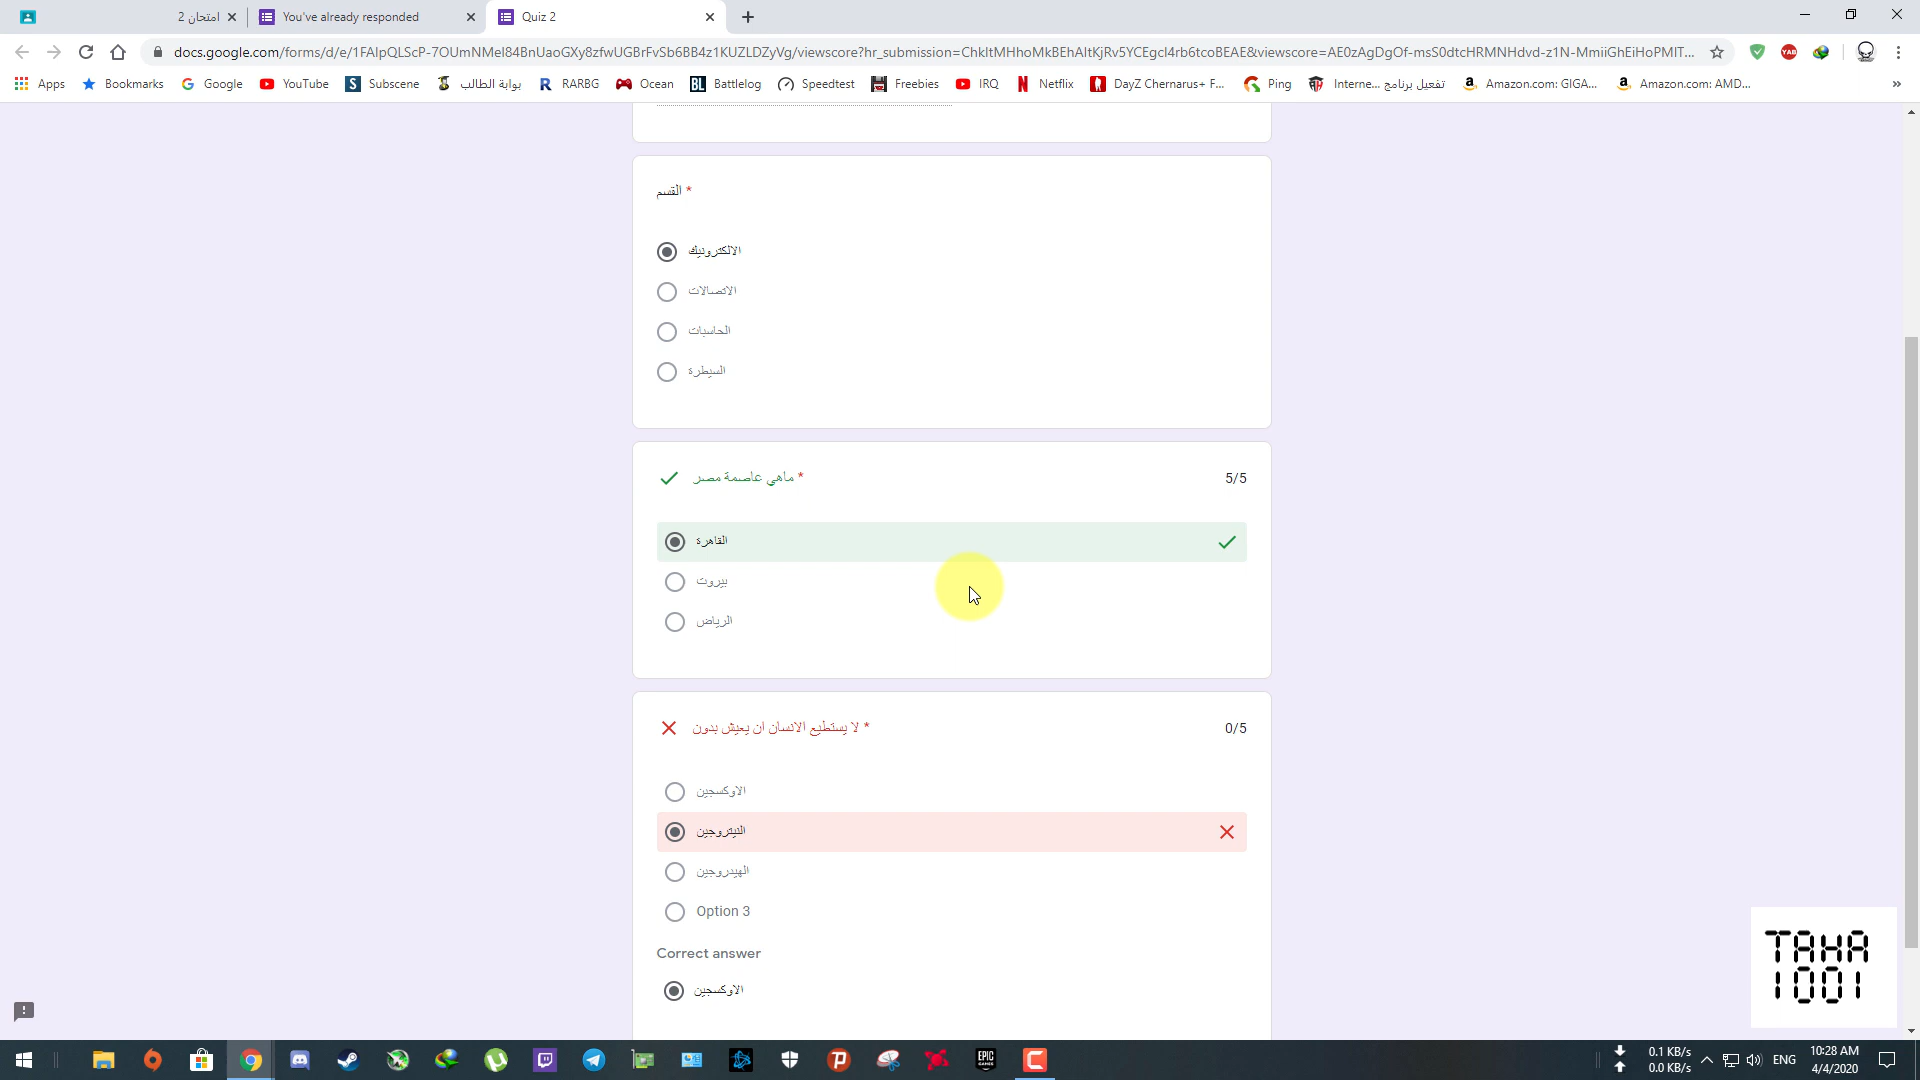 امتحان 2
You've already responded
Quiz 2
docs.google.com/forms/d/e/1FAIpQLScP-7OUmNMel84BnUaoGXy8zfwUGBrFvSb6BB4z1KUZLDZyVg/viewscore?hr_submission=ChkItMHhoMkBEhAItKjRv5YCEgcI4rb6tcoBEAE&viewscore=AE0zAgDgOf-msS0dtcHRMNHdvd-z1N-MmiiGhEiHoPMIT...
Apps
Bookmarks
Google
YouTube
Subscene
بوابة الطالب
RARBG
Ocean
Battlelog
Speedtest
Freebies
IRQ
Netflix
DayZ Chernarus+ F...
Ping
تفعيل برنامج ...Interne
Amazon.com: GIGA...
Amazon.com: AMD...
القسم *
الالكترونيك
الاتصالات
الحاسبات
السيطرة
ماهي عاصمة مصر *
5/5
القاهرة
بيروت
الرياض
لا يستطيع الانسان ان يعيش بدون *
0/5
الاوكسجين
النيتروجين
الهيدروجين
Option 3
Correct answer
الاوكسجين
TAHA
1001
0.1 KB/s
0.0 KB/s
ENG
10:28 AM
4/4/2020